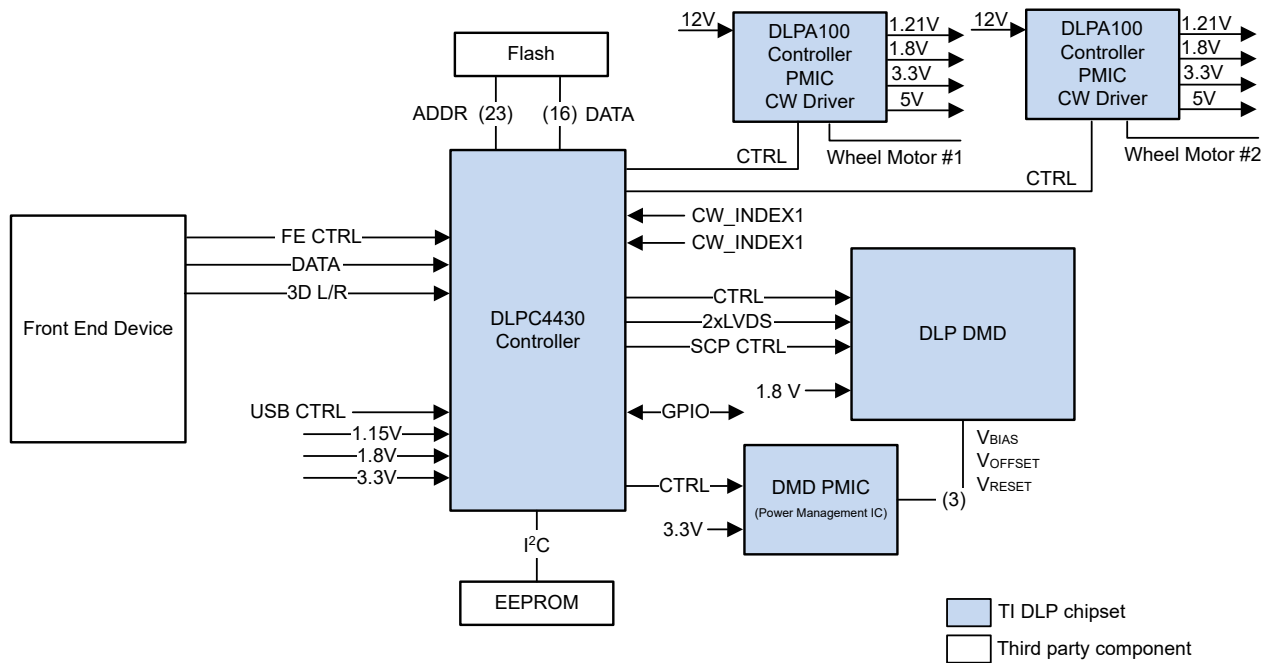 12V
DLPA100
Controller
PMIC
CW Driver
1.21V
1.8V
3.3V
5V
12V
DLPA100
Controller
PMIC
CW Driver
1.21V
1.8V
3.3V
5V
Flash
ADDR (23) (16) DATA
CTRL
Wheel Motor #1
CTRL
Wheel Motor #2
Front End Device
FE CTRL
DATA
3D L/R
DLPC4430
Controller
CW_INDEX1
CW_INDEX1
CTRL
2xLVDS
SCP CTRL
1.8 V
DLP DMD
USB CTRL
1.15V
1.8V
3.3V
GPIO
VBIAS
VOFFSET
VRESET
CTRL
3.3V
DMD PMIC
(Power Management IC)
(3)
I²C
EEPROM
TI DLP chipset
Third party component